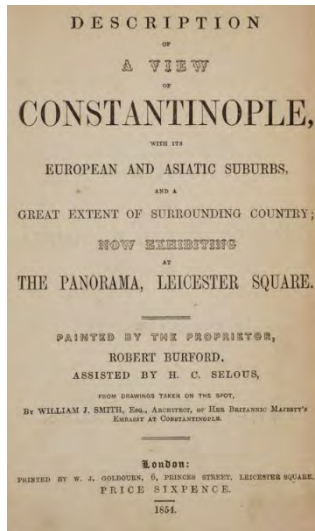 DESCRIPTION
OF
A VIEW
OF
CONSTANTINOPLE,
WITH ITS
EUROPEAN AND ASIATIC SUBURBS,
AND A
GREAT EXTENT OF SURROUNDING COUNTRY;
NOW EXHIBITING
AT
THE PANORAMA, LEICESTER SQUARE.
PAINTED BY THE PROPRIETOR,
ROBERT BURFORD,
ASSISTED BY H. C. SELOUS,
FROM DRAWINGS TAKEN ON THE SPOT,
BY WILLIAM J. SMITH, ESQ., ARCHITECT, OF HER BRITANNIC MAJESTY'S
EMBASSY AT CONSTANTINOPLE.
London:
PRINTED BY W. J. GOLBOURN, 6, PRINCES STREET, LEICESTER SQUARE.
PRICE SIXPENCE.
1854.